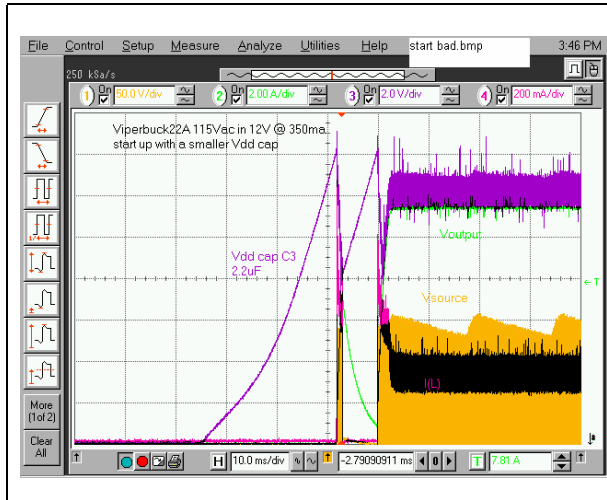 File Control Setup Measure Analyze Utilities Help start bad.bmp 3:46 PM
250 kSa/s
1 On 50.0 V/div 2 On 2.00 A/div 3 On 2.0 V/div 4 On 200 mA/div
Viperbuck22A 115Vac in 12V @ 350ma
start up with a smaller Vdd cap
Voutput
Vdd cap C3
2.2uF
T
Vsource
I(L)
More
(1 of 2)
Clear
All
H 10.0 ms/div -2.79090911 ms 0 T 7.81 A